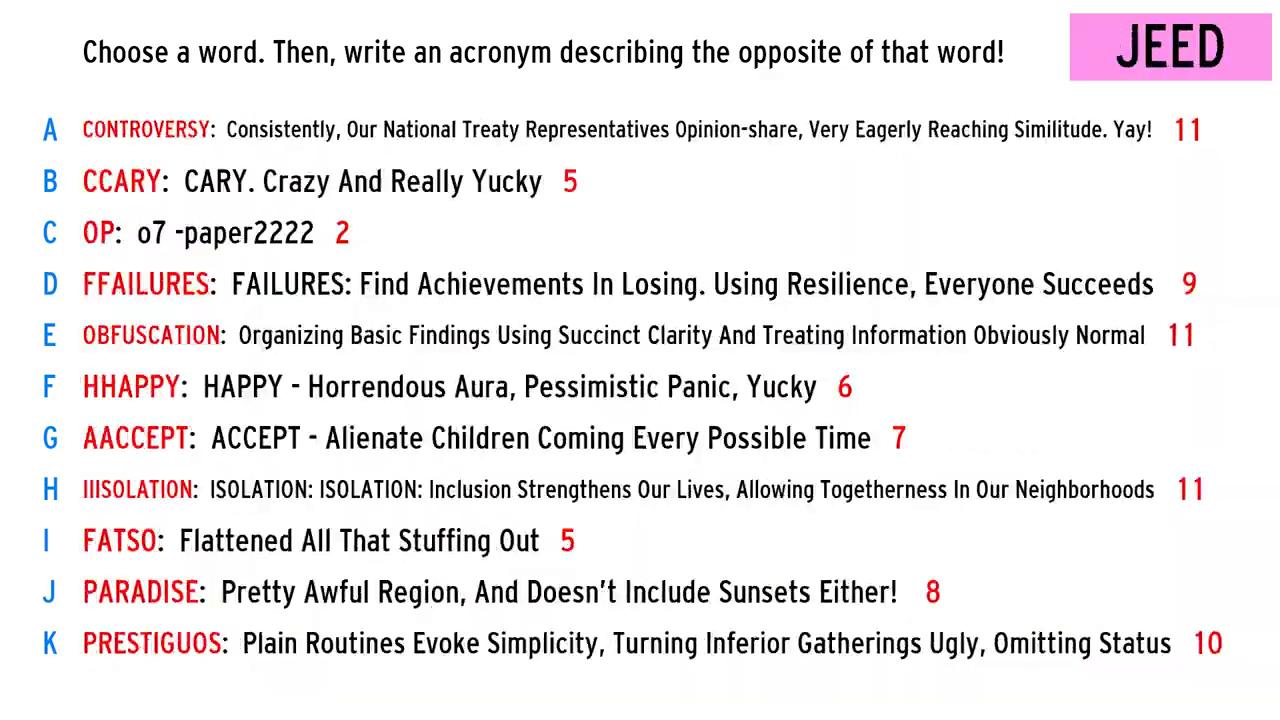 Choose a word. Then, write an acronym describing the opposite of that word!
JEED
A CONTROVERSY: Consistently, Our National Treaty Representatives Opinion-share, Very Eagerly Reaching Similitude. Yay! 11
B CCARY: CARY. Crazy And Really Yucky 5
C OP: o7 -paper2222 2
D FFAILURES: FAILURES: Find Achievements In Losing. Using Resilience, Everyone Succeeds 9
E OBFUSCATION: Organizing Basic Findings Using Succinct Clarity And Treating Information Obviously Normal 11
F HHAPPY: HAPPY - Horrendous Aura, Pessimistic Panic, Yucky 6
G AACCEPT: ACCEPT - Alienate Children Coming Every Possible Time 7
H IIISOLATION: ISOLATION: ISOLATION: Inclusion Strengthens Our Lives, Allowing Togetherness In Our Neighborhoods 11
I FATSO: Flattened All That Stuffing Out 5
J PARADISE: Pretty Awful Region, And Doesn't Include Sunsets Either! 8
K PRESTIGUOS: Plain Routines Evoke Simplicity, Turning Inferior Gatherings Ugly, Omitting Status 10